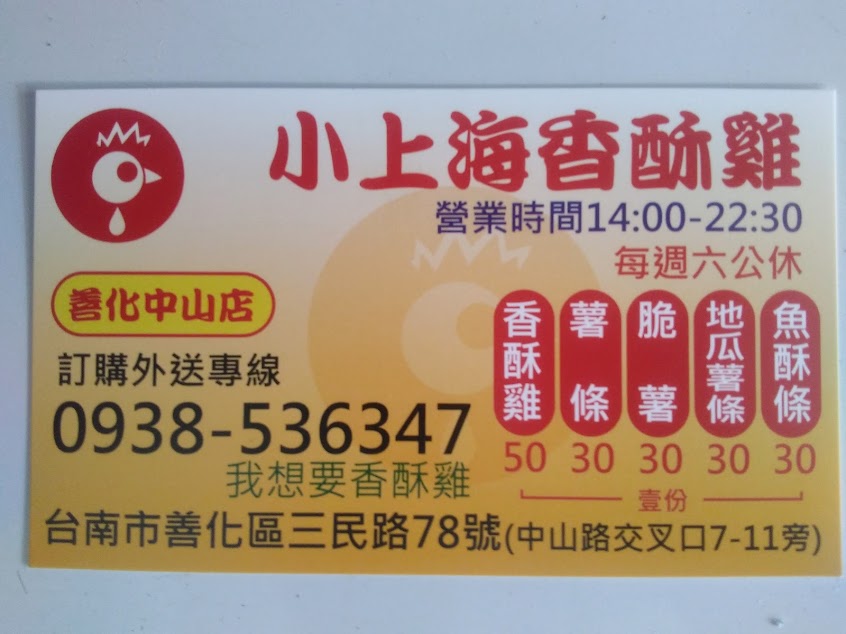 小上海香酥雞
營業時間14:00-22:30
每週六公休
善化中山店
訂購外送專線
0938-536347
我想要香酥雞
香酥雞 50
薯條 30
脆薯 30
地瓜薯條 30
魚酥條 30
壹份
台南市善化區三民路78號(中山路交叉口7-11旁)